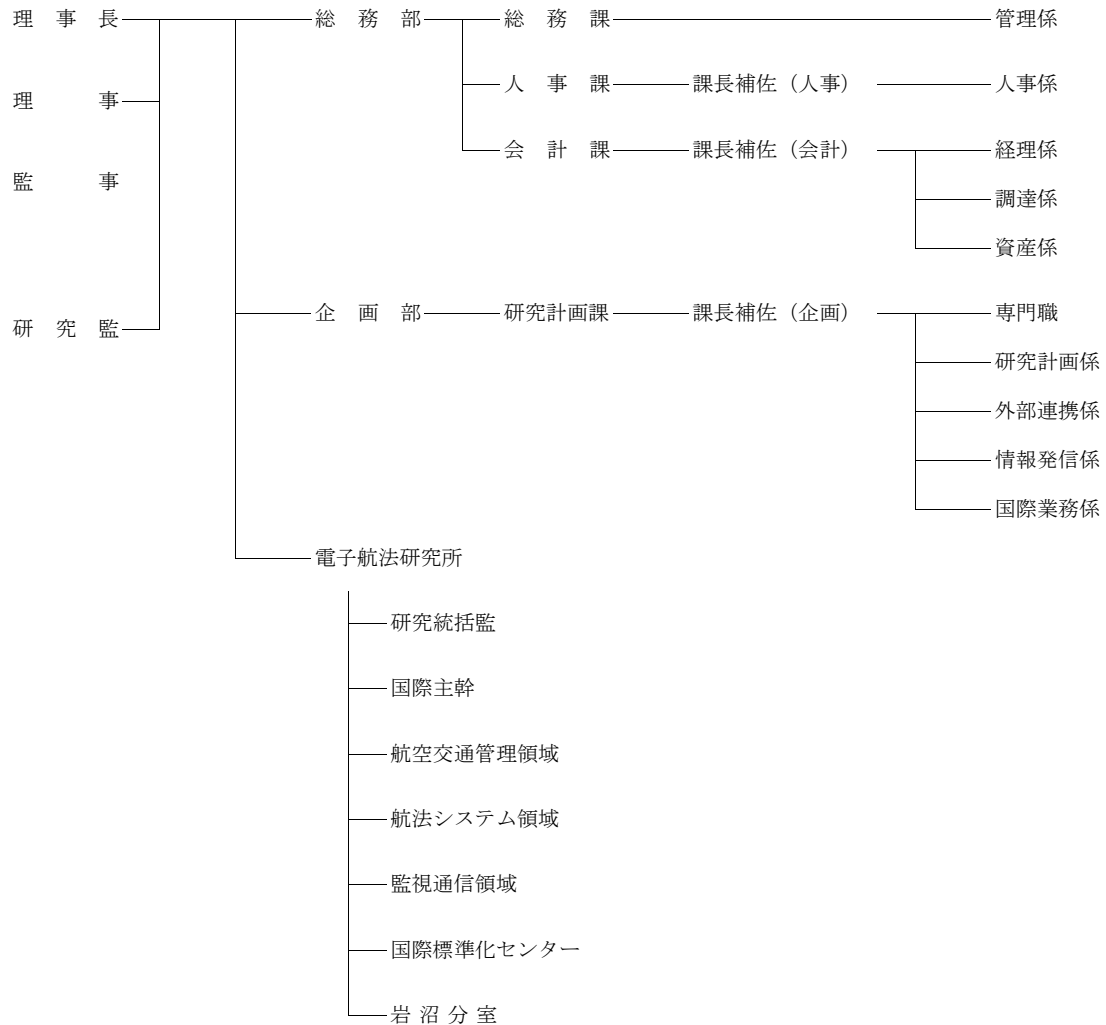 理事長 総務部 総務課 管理係
人事課 課長補佐（人事） 人事係
理事
会計課 課長補佐（会計） 経理係
監事
調達係
資産係
企画部 研究計画課 課長補佐（企画） 専門職
研究監
研究計画係
外部連携係
情報発信係
国際業務係
電子航法研究所
研究統括監
国際主幹
航空交通管理領域
航法システム領域
監視通信領域
国際標準化センター
岩沼分室